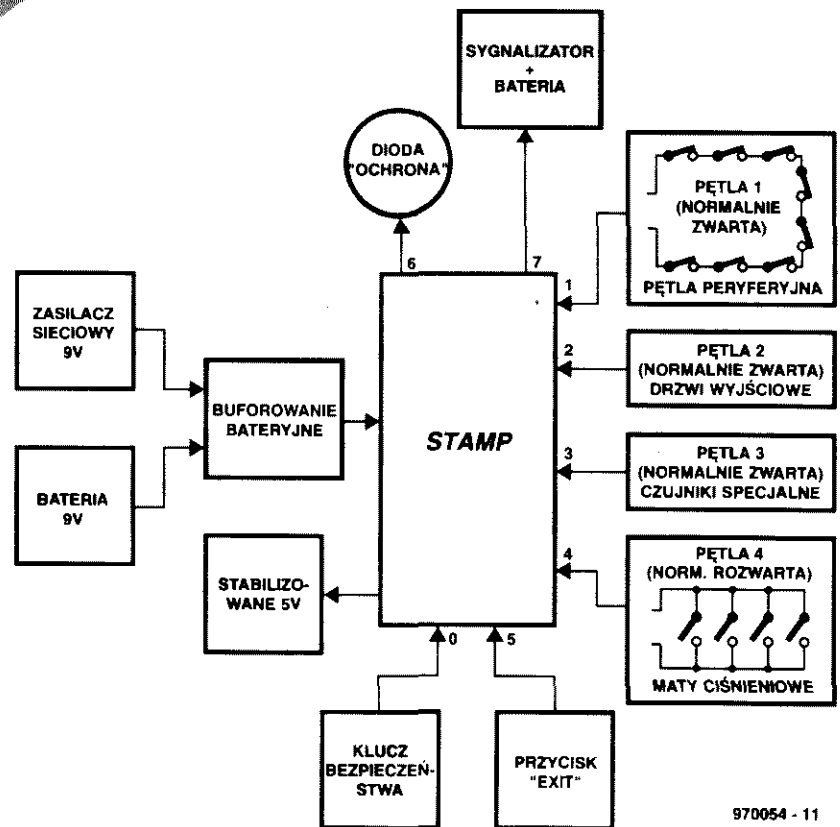 SYGNALIZATOR
+
BATERIA
DIODA
"OCHRONA"
6
7
PĘTLA 1
(NORMALNIE
ZWARTA)
PĘTLA PERYFERYJNA
1
ZASILACZ
SIECIOWY
9V
BUFOROWANIE
BATERYJNE
BATERIA
9V
STAMP
2
PĘTLA 2
(NORMALNIE ZWARTA)
DRZWI WYJŚCIOWE
3
PĘTLA 3
(NORMALNIE ZWARTA)
CZUJNIKI SPECJALNE
4
PĘTLA 4
(NORM. ROZWARTA)
MATY CIŚNIENIOWE
STABILIZO-
WANE 5V
0
5
KLUCZ
BEZPIECZEŃ-
STWA
PRZYCISK
"EXIT"
970054 - 11